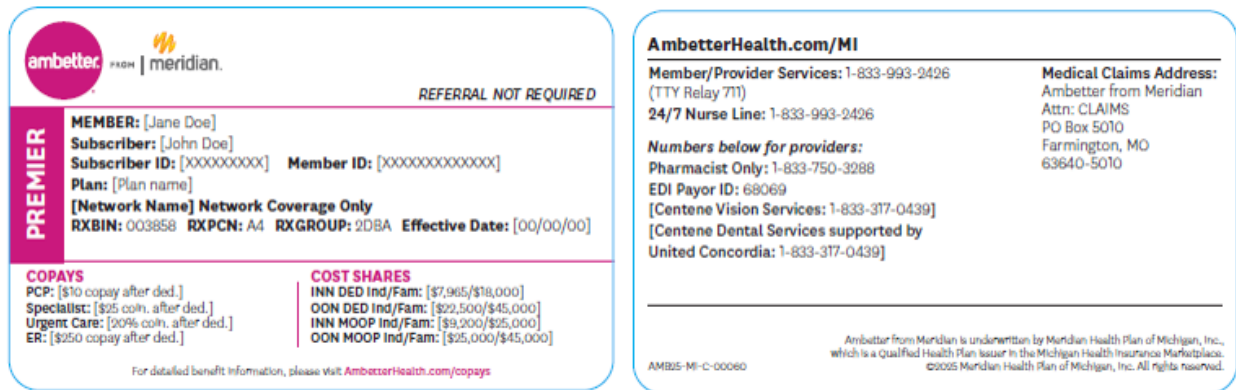 ambetter. FROM | meridian.
REFERRAL NOT REQUIRED
PREMIER
MEMBER: [Jane Doe]
Subscriber: [John Doe]
Subscriber ID: [XXXXXXXXX] Member ID: [XXXXXXXXXXXXX]
Plan: [Plan name]
[Network Name] Network Coverage Only
RXBIN: 003858 RXPCN: A4 RXGROUP: 2DBA Effective Date: [00/00/00]
COPAYS
PCP: [$10 copay after ded.]
Specialist: [$25 coin. after ded.]
Urgent Care: [20% coin. after ded.]
ER: [$250 copay after ded.]
COST SHARES
INN DED Ind/Fam: [$7,965/$18,000]
OON DED Ind/Fam: [$22,500/$45,000]
INN MOOP Ind/Fam: [$9,200/$25,000]
OON MOOP Ind/Fam: [$25,000/$45,000]
For detailed benefit information, please visit AmbetterHealth.com/copays
AmbetterHealth.com/MI
Member/Provider Services: 1-833-993-2426
(TTY Relay 711)
24/7 Nurse Line: 1-833-993-2426
Numbers below for providers:
Pharmacist Only: 1-833-750-3288
EDI Payor ID: 68069
[Centene Vision Services: 1-833-317-0439]
[Centene Dental Services supported by
United Concordia: 1-833-317-0439]
Medical Claims Address:
Ambetter from Meridian
Attn: CLAIMS
PO Box 5010
Farmington, MO
63640-5010
AMB25-MI-C-00060
Ambetter from Meridian is underwritten by Meridian Health Plan of Michigan, Inc.,
which is a Qualified Health Plan issuer in the Michigan Health Insurance Marketplace.
©2025 Meridian Health Plan of Michigan, Inc. All rights reserved.